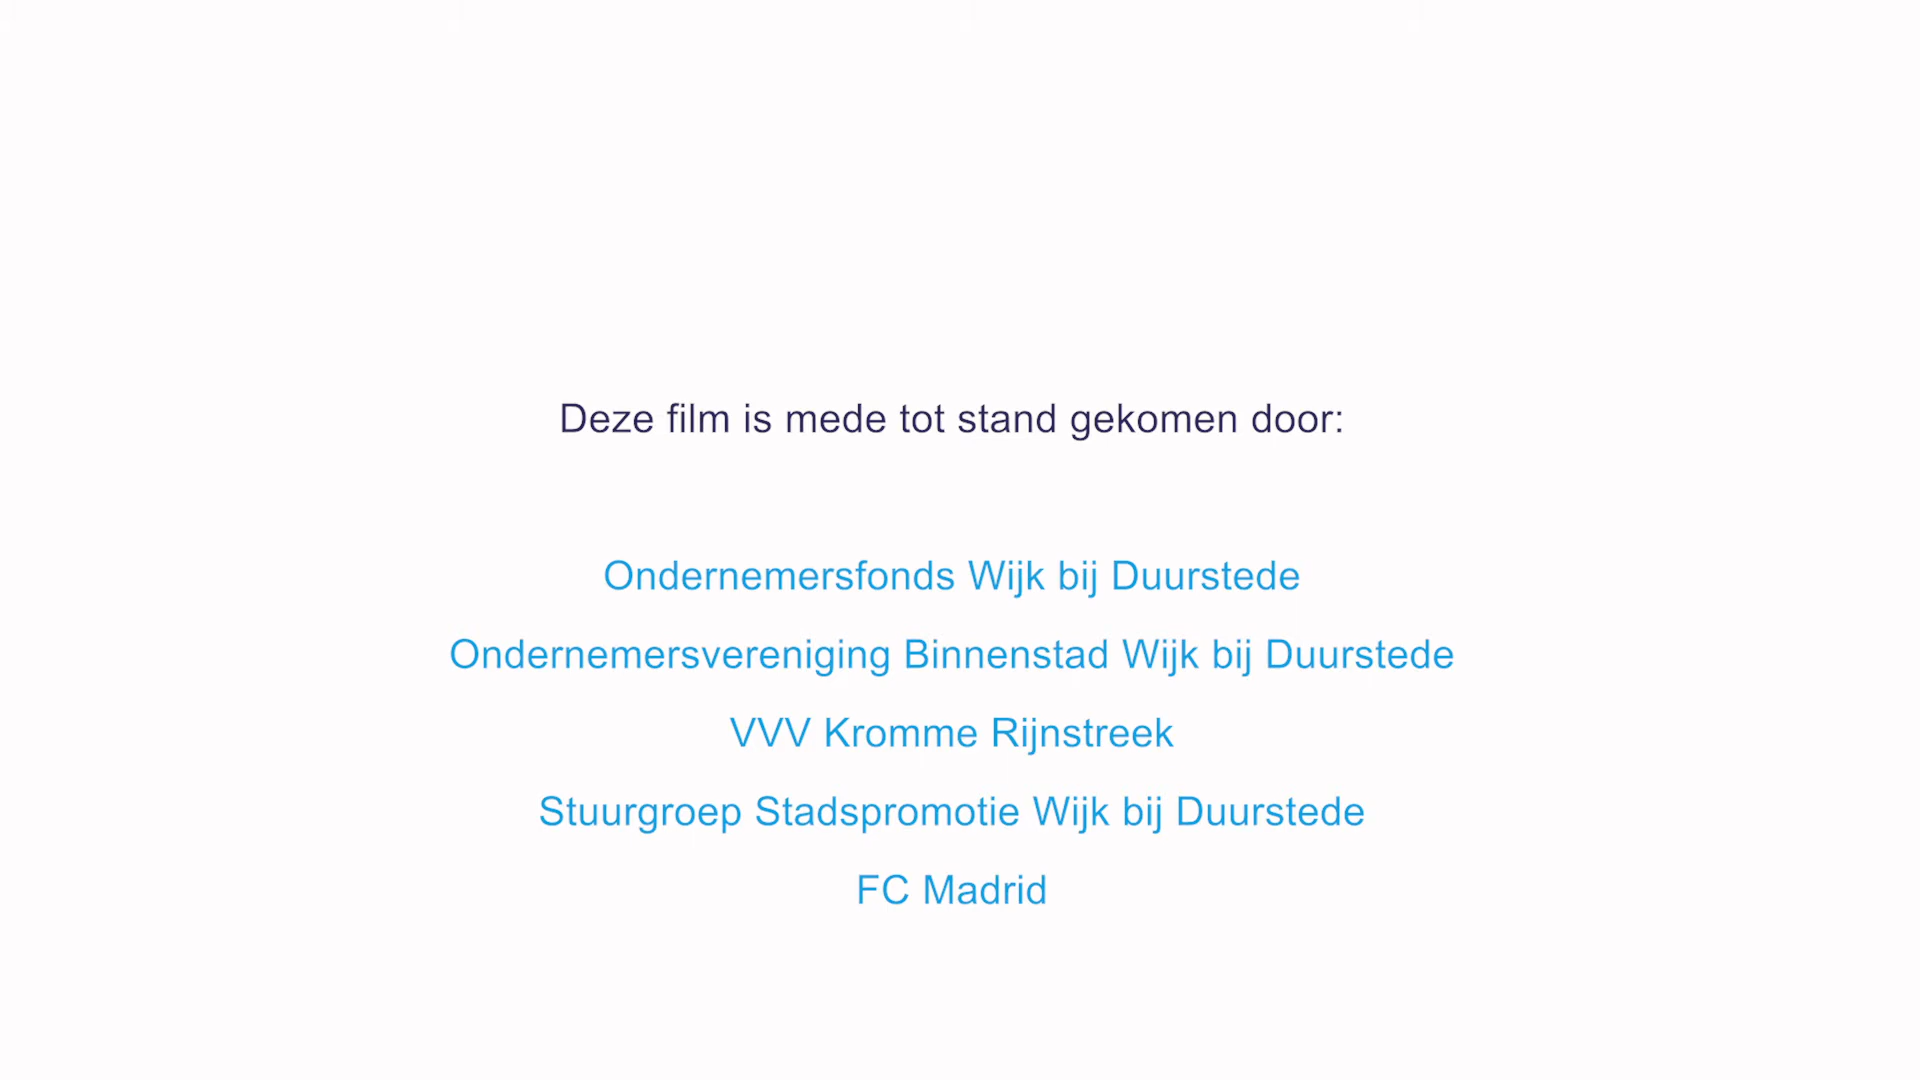 Deze film is mede tot stand gekomen door:
Ondernemersfonds Wijk bij Duurstede
Ondernemersvereniging Binnenstad Wijk bij Duurstede
VVV Kromme Rijnstreek
Stuurgroep Stadspromotie Wijk bij Duurstede
FC Madrid